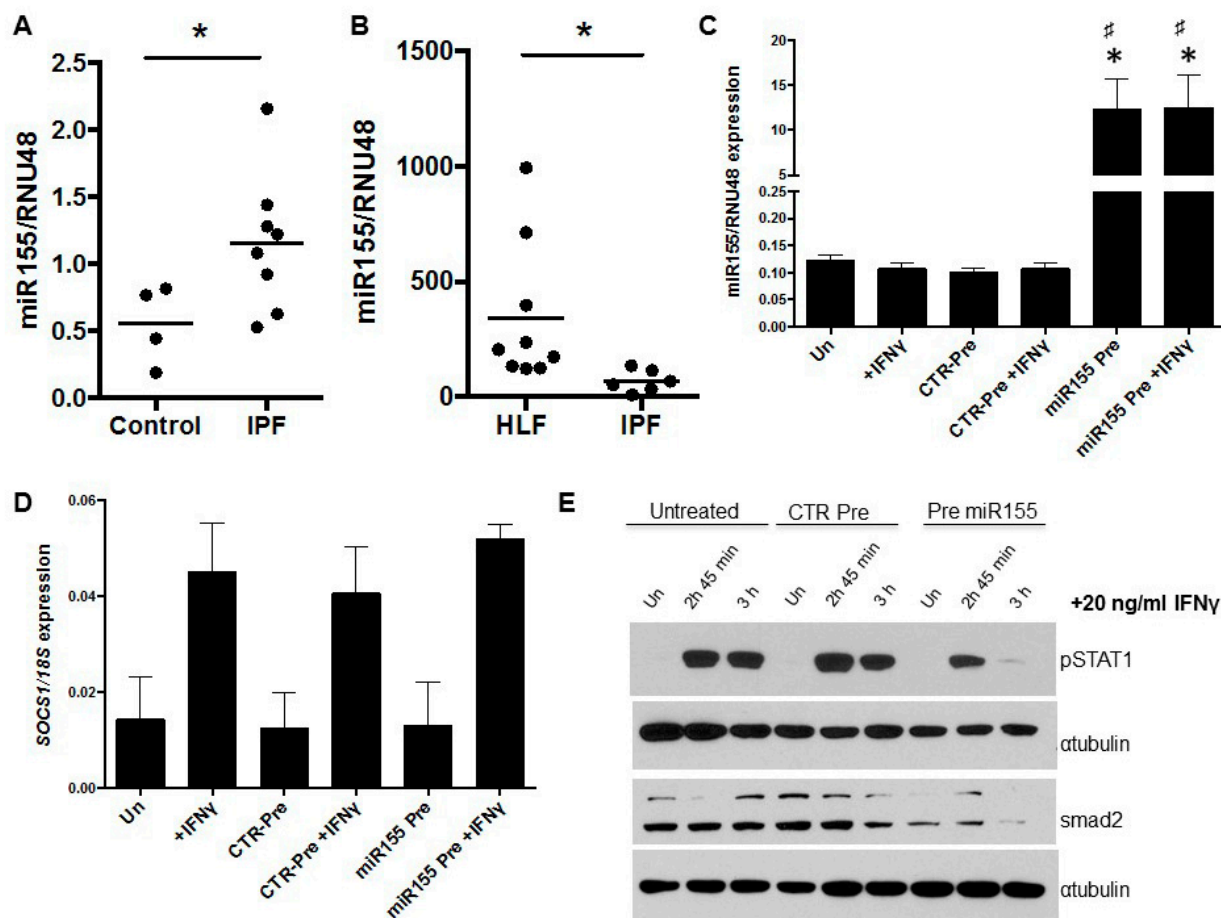 A
*
2.5
2.0
1.5
1.0
0.5
0.0
miR155/RNU48
Control IPF
B
*
1500
1000
500
0
miR155/RNU48
HLF IPF
C
♯ ♯
* *
20
15
10
5
0.25
0.20
0.15
0.10
0.05
0.00
miR155/RNU48 expression
Un
+IFNγ
CTR-Pre
CTR-Pre +IFNγ
miR155 Pre
miR155 Pre +IFNγ
D
0.06
0.04
0.02
0.00
SOCS1/18S expression
Un
+IFNγ
CTR-Pre
CTR-Pre +IFNγ
miR155 Pre
miR155 Pre +IFNγ
E
Untreated CTR Pre Pre miR155
Un 2h 45 min 3 h Un 2h 45 min 3 h Un 2h 45 min 3 h
+20 ng/ml IFNγ
pSTAT1
αtubulin
smad2
αtubulin